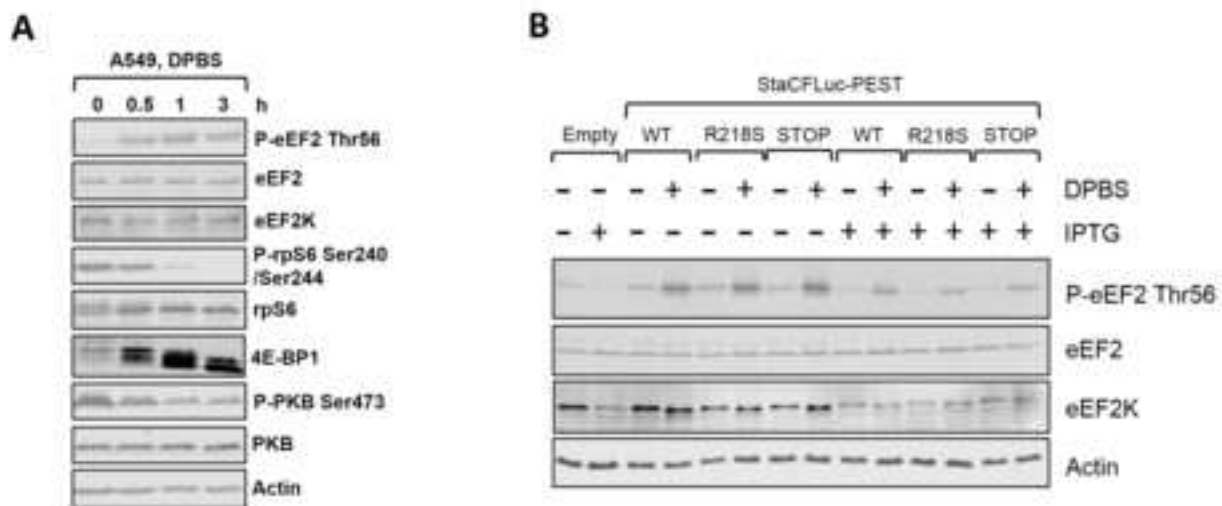 A
A549, DPBS
0 0.5 1 3 h
P-eEF2 Thr56
eEF2
eEF2K
P-rpS6 Ser240
/Ser244
rpS6
4E-BP1
P-PKB Ser473
PKB
Actin
B
StaCFLuc-PEST
Empty WT R218S STOP WT R218S STOP
- - - + - + - + - + - + - + DPBS
- + - - - - - - + + + + + + IPTG
P-eEF2 Thr56
eEF2
eEF2K
Actin